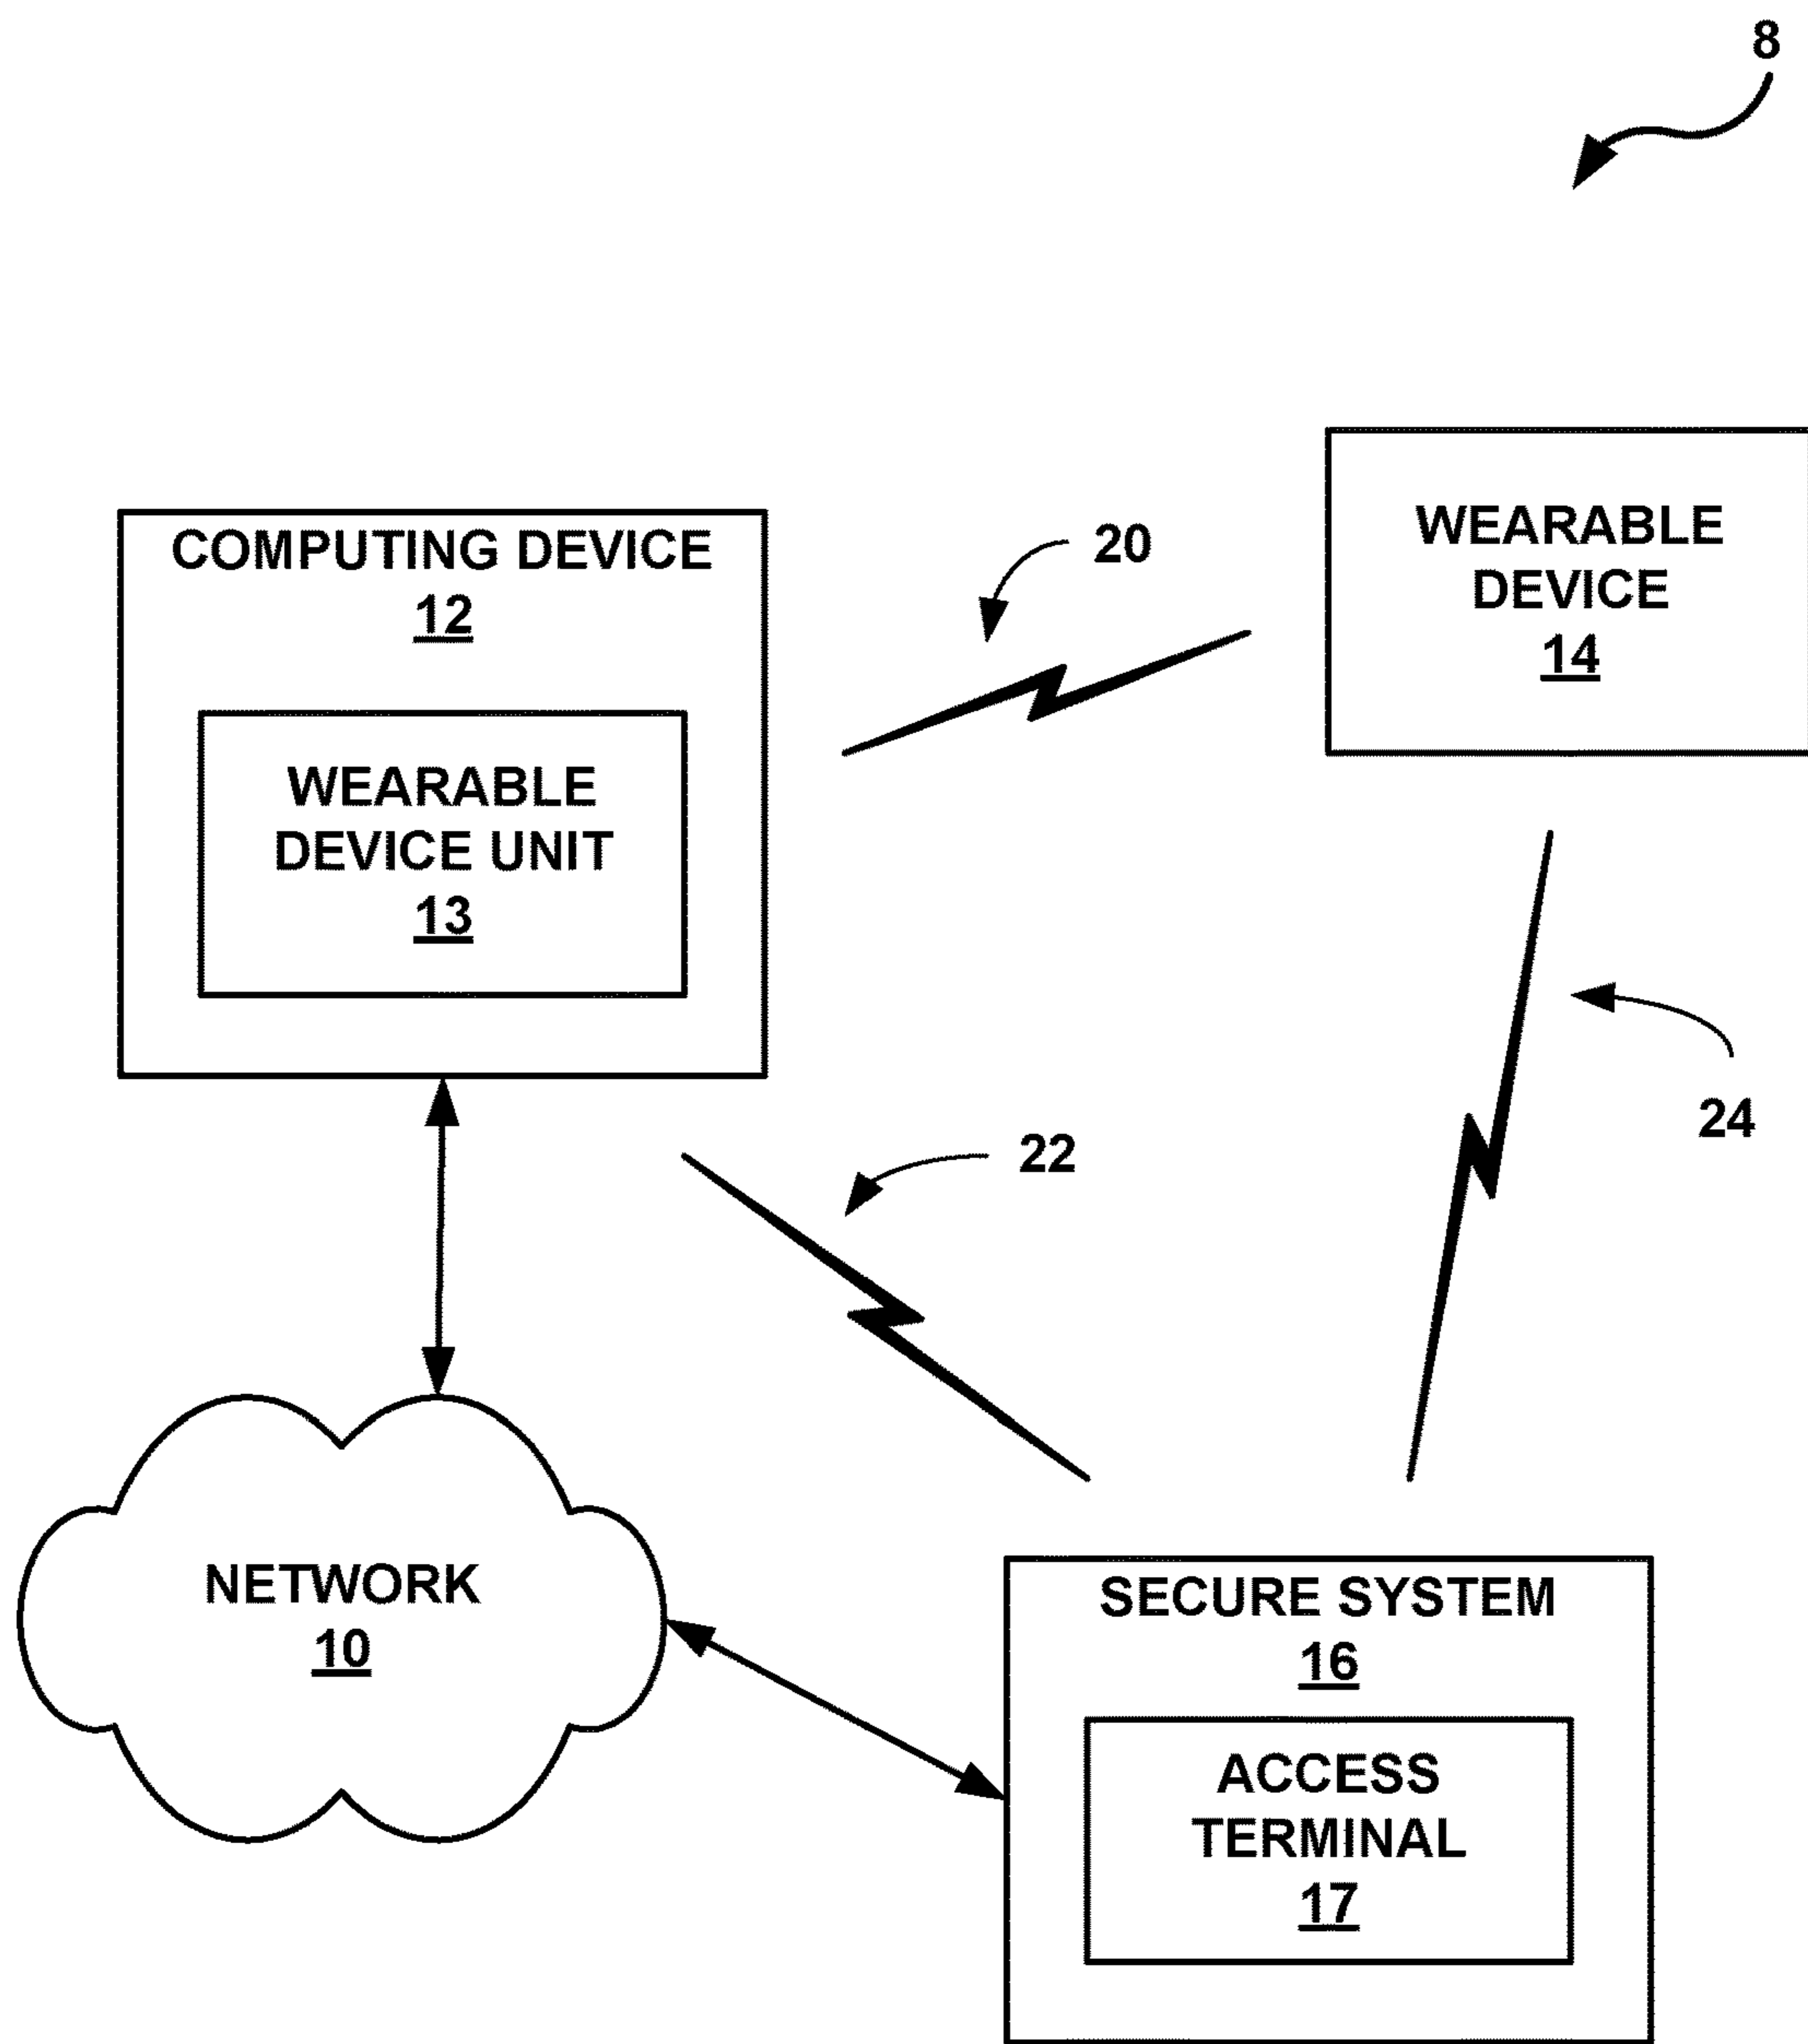 8
COMPUTING DEVICE
12
WEARABLE
DEVICE UNIT
13
20
WEARABLE
DEVICE
14
22
24
NETWORK
10
SECURE SYSTEM
16
ACCESS
TERMINAL
17